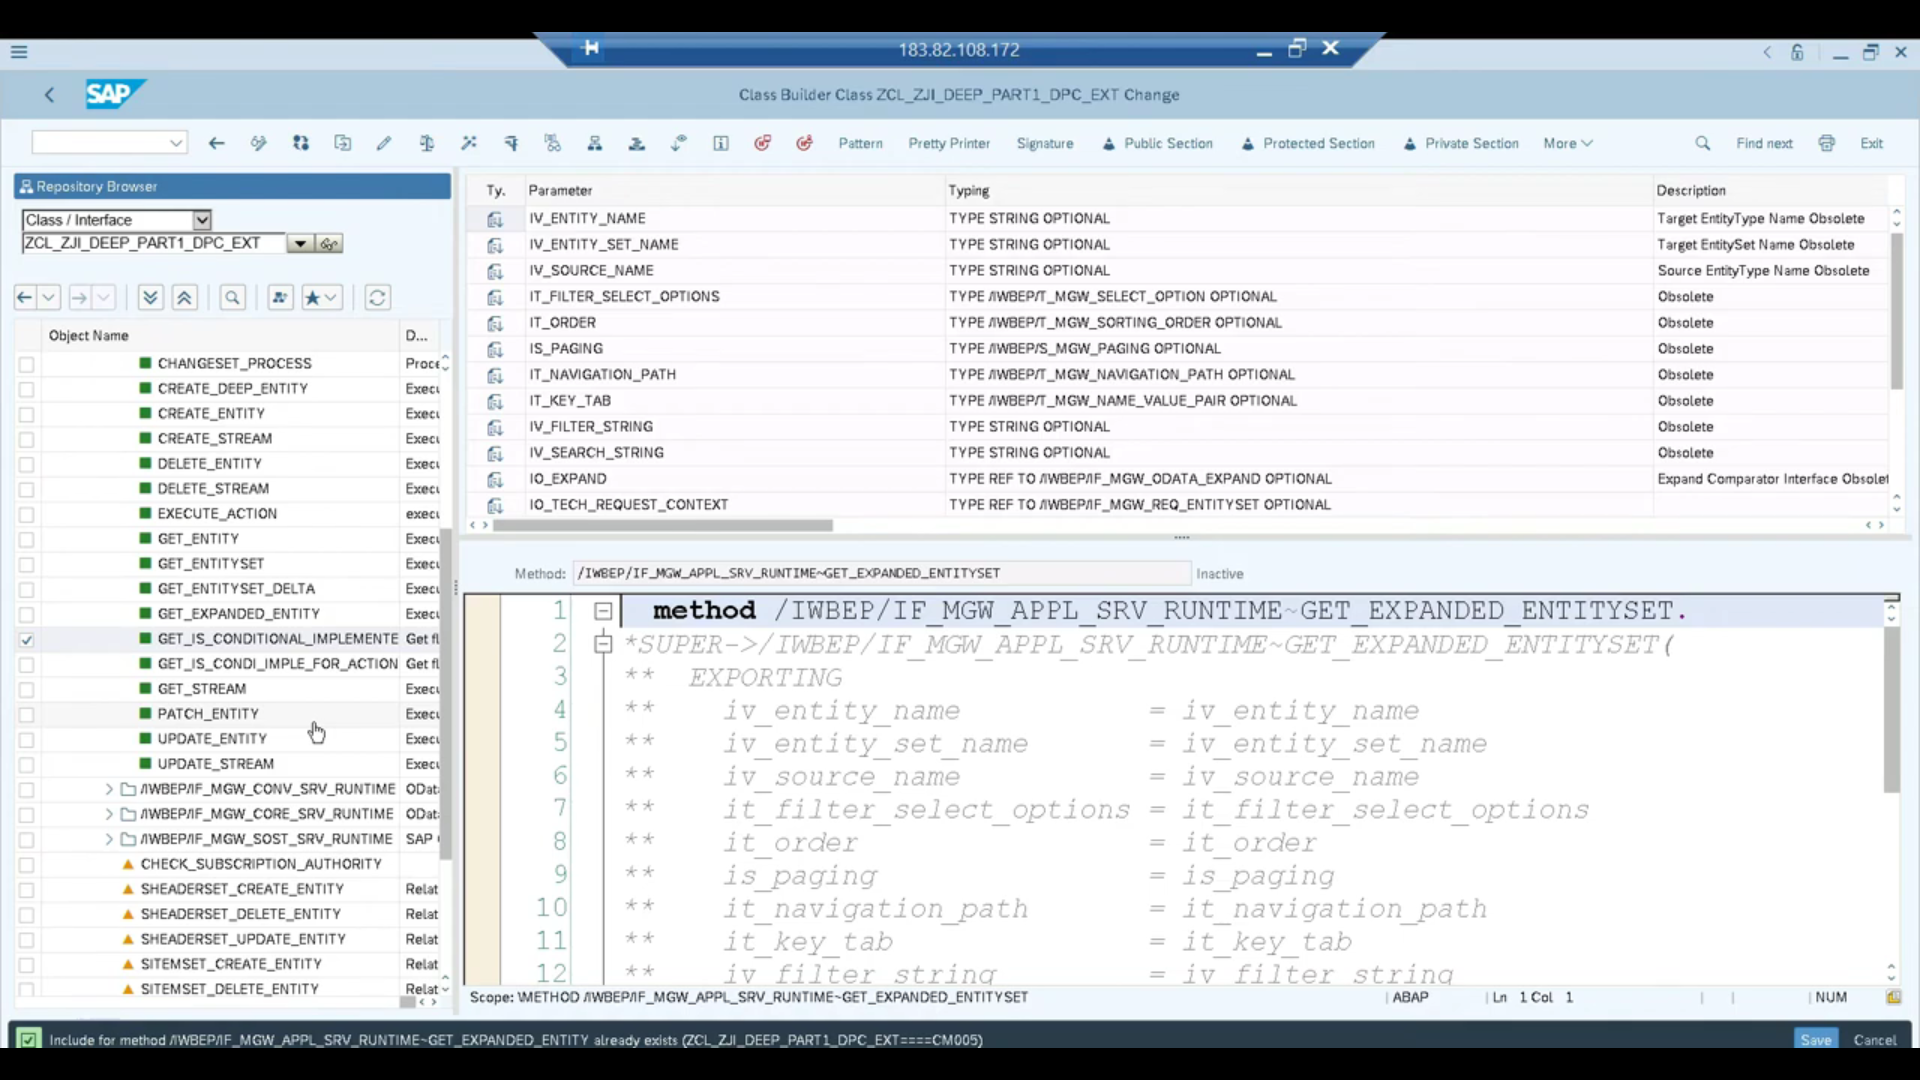 183.82.108.172
SAP
Class Builder Class ZCL_ZJI_DEEP_PART1_DPC_EXT Change
Pattern Pretty Printer Signature Public Section Protected Section Private Section More Find next Exit
Repository Browser
Class / Interface
ZCL_ZJI_DEEP_PART1_DPC_EXT
Object Name D...
CHANGESET_PROCESS Proce
CREATE_DEEP_ENTITY Execu
CREATE_ENTITY Execu
CREATE_STREAM Execu
DELETE_ENTITY Execu
DELETE_STREAM Execu
EXECUTE_ACTION execu
GET_ENTITY Execu
GET_ENTITYSET Execu
GET_ENTITYSET_DELTA Execu
GET_EXPANDED_ENTITY Execu
GET_IS_CONDITIONAL_IMPLEMENTE Get fl
GET_IS_CONDI_IMPLE_FOR_ACTION Get fl
GET_STREAM Execu
PATCH_ENTITY Execu
UPDATE_ENTITY Execu
UPDATE_STREAM Execu
/IWBEP/IF_MGW_CONV_SRV_RUNTIME ODat
/IWBEP/IF_MGW_CORE_SRV_RUNTIME ODat
/IWBEP/IF_MGW_SOST_SRV_RUNTIME SAP
CHECK_SUBSCRIPTION_AUTHORITY
SHEADERSET_CREATE_ENTITY Relat
SHEADERSET_DELETE_ENTITY Relat
SHEADERSET_UPDATE_ENTITY Relat
SITEMSET_CREATE_ENTITY Relat
SITEMSET_DELETE_ENTITY Relat
Ty. Parameter Typing Description
IV_ENTITY_NAME TYPE STRING OPTIONAL Target EntityType Name Obsolete
IV_ENTITY_SET_NAME TYPE STRING OPTIONAL Target EntitySet Name Obsolete
IV_SOURCE_NAME TYPE STRING OPTIONAL Source EntityType Name Obsolete
IT_FILTER_SELECT_OPTIONS TYPE /IWBEP/T_MGW_SELECT_OPTION OPTIONAL Obsolete
IT_ORDER TYPE /IWBEP/T_MGW_SORTING_ORDER OPTIONAL Obsolete
IS_PAGING TYPE /IWBEP/S_MGW_PAGING OPTIONAL Obsolete
IT_NAVIGATION_PATH TYPE /IWBEP/T_MGW_NAVIGATION_PATH OPTIONAL Obsolete
IT_KEY_TAB TYPE /IWBEP/T_MGW_NAME_VALUE_PAIR OPTIONAL Obsolete
IV_FILTER_STRING TYPE STRING OPTIONAL Obsolete
IV_SEARCH_STRING TYPE STRING OPTIONAL Obsolete
IO_EXPAND TYPE REF TO /IWBEP/IF_MGW_ODATA_EXPAND OPTIONAL Expand Comparator Interface Obsolet
IO_TECH_REQUEST_CONTEXT TYPE REF TO /IWBEP/IF_MGW_REQ_ENTITYSET OPTIONAL
Method: /IWBEP/IF_MGW_APPL_SRV_RUNTIME~GET_EXPANDED_ENTITYSET Inactive
1 method /IWBEP/IF_MGW_APPL_SRV_RUNTIME~GET_EXPANDED_ENTITYSET.
2 *SUPER->/IWBEP/IF_MGW_APPL_SRV_RUNTIME~GET_EXPANDED_ENTITYSET(
3 ** EXPORTING
4 ** iv_entity_name = iv_entity_name
5 ** iv_entity_set_name = iv_entity_set_name
6 ** iv_source_name = iv_source_name
7 ** it_filter_select_options = it_filter_select_options
8 ** it_order = it_order
9 ** is_paging = is_paging
10 ** it_navigation_path = it_navigation_path
11 ** it_key_tab = it_key_tab
12 ** iv_filter_string = iv_filter_string
Scope: \METHOD /IWBEP/IF_MGW_APPL_SRV_RUNTIME~GET_EXPANDED_ENTITYSET ABAP Ln 1 Col 1 NUM
Include for method /IWBEP/IF_MGW_APPL_SRV_RUNTIME~GET_EXPANDED_ENTITY already exists (ZCL_ZJI_DEEP_PART1_DPC_EXT====CM005) Save Cancel